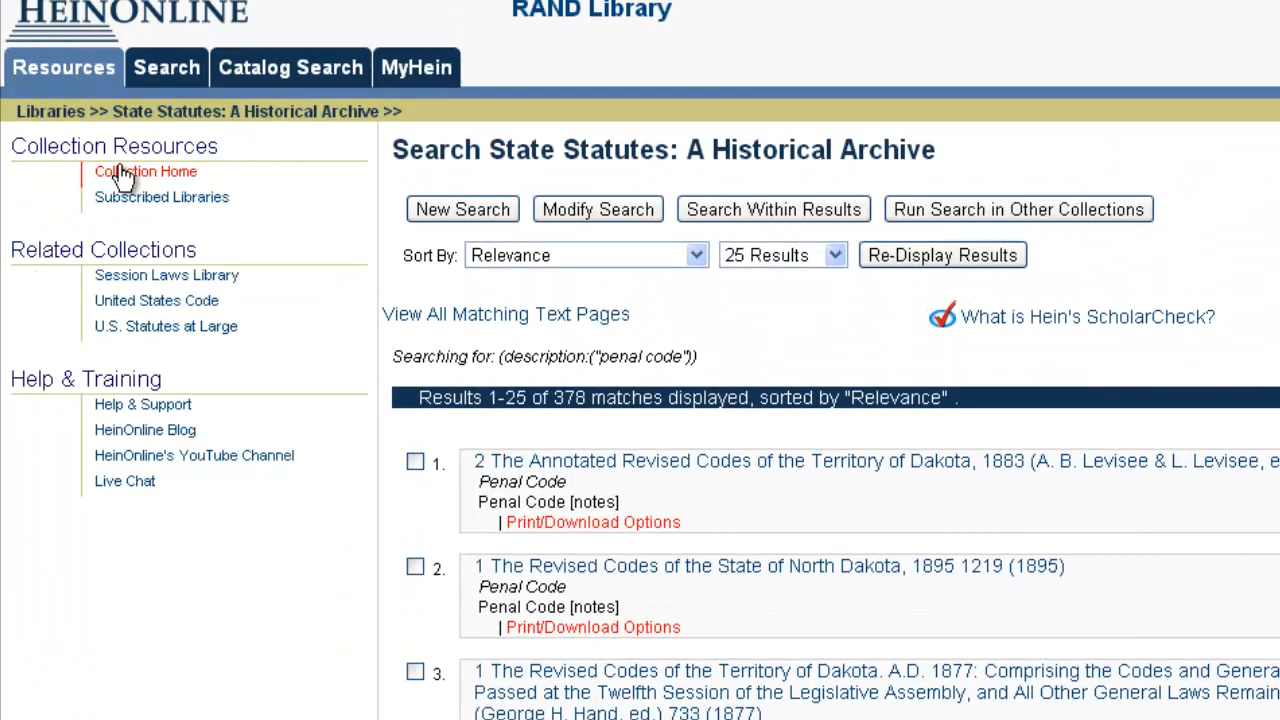 HEINONLINE
RAND Library
Resources
Search
Catalog Search
MyHein
Libraries >> State Statutes: A Historical Archive >>
Collection Resources
Collection Home
Subscribed Libraries
Related Collections
Session Laws Library
United States Code
U.S. Statutes at Large
Help & Training
Help & Support
HeinOnline Blog
HeinOnline's YouTube Channel
Live Chat
Search State Statutes: A Historical Archive
New Search
Modify Search
Search Within Results
Run Search in Other Collections
Sort By:
Relevance
25 Results
Re-Display Results
View All Matching Text Pages
What is Hein's ScholarCheck?
Searching for: (description:("penal code"))
Results 1-25 of 378 matches displayed, sorted by "Relevance" .
1. 2 The Annotated Revised Codes of the Territory of Dakota, 1883 (A. B. Levisee & L. Levisee, e
Penal Code
Penal Code [notes]
| Print/Download Options
2. 1 The Revised Codes of the State of North Dakota, 1895 1219 (1895)
Penal Code
Penal Code [notes]
| Print/Download Options
3. 1 The Revised Codes of the Territory of Dakota. A.D. 1877: Comprising the Codes and Genera
Passed at the Twelfth Session of the Legislative Assembly, and All Other General Laws Remain
(George H. Hand, ed.) 733 (1877)